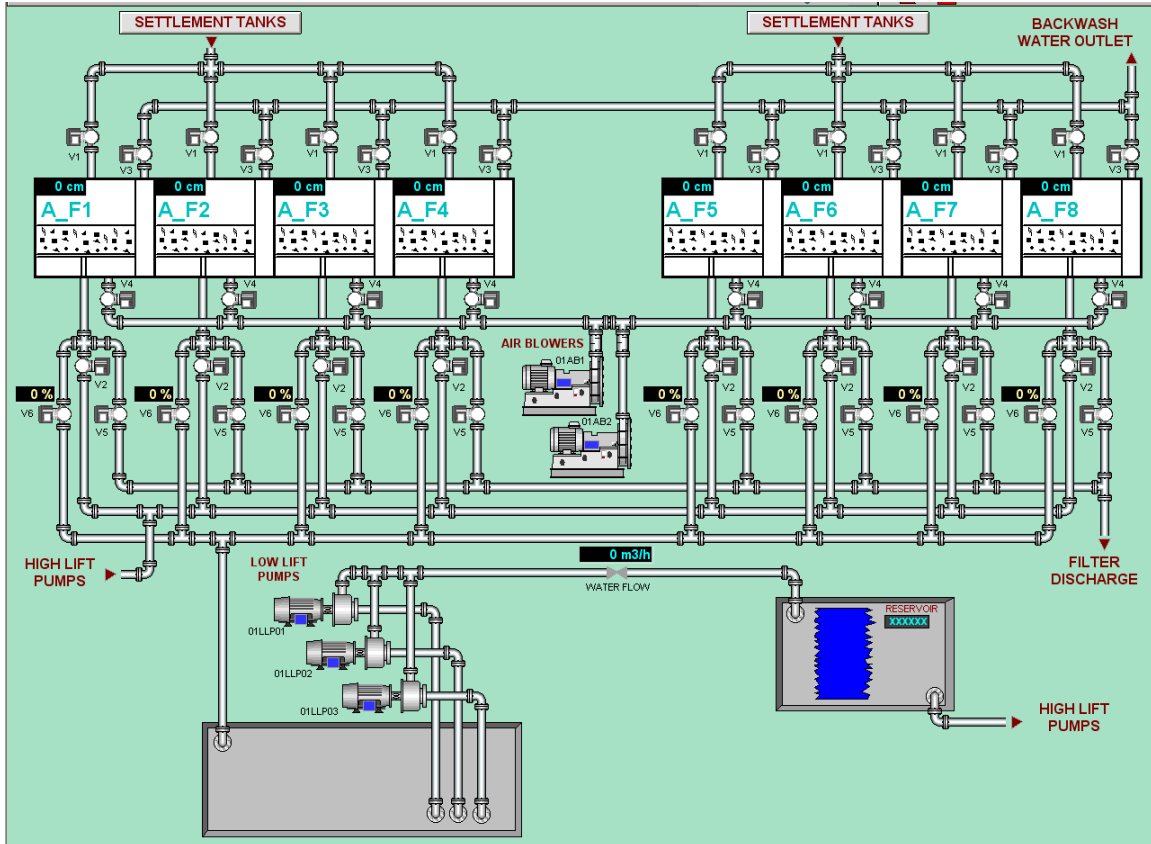 SETTLEMENT TANKS
SETTLEMENT TANKS
BACKWASH
WATER OUTLET
V1
V1
V1
V1
V1
V1
V1
V1
V3
V3
V3
V3
V3
V3
V3
V3
0 cm
0 cm
0 cm
0 cm
0 cm
0 cm
0 cm
0 cm
A_F1
A_F2
A_F3
A_F4
A_F5
A_F6
A_F7
A_F8
V4
V4
V4
V4
V4
V4
V4
V4
AIR BLOWERS
01AB1
V2
V2
V2
V2
V2
V2
V2
V2
0 %
0 %
0 %
0 %
0 %
0 %
0 %
0 %
V6
V6
V6
V6
V6
V6
V6
V6
01AB2
V5
V5
V5
V5
V5
V5
V5
V5
HIGH LIFT
PUMPS
LOW LIFT
PUMPS
0 m3/h
WATER FLOW
FILTER
DISCHARGE
RESERVOIR
XXXXXX
01LLP01
01LLP02
01LLP03
HIGH LIFT
PUMPS